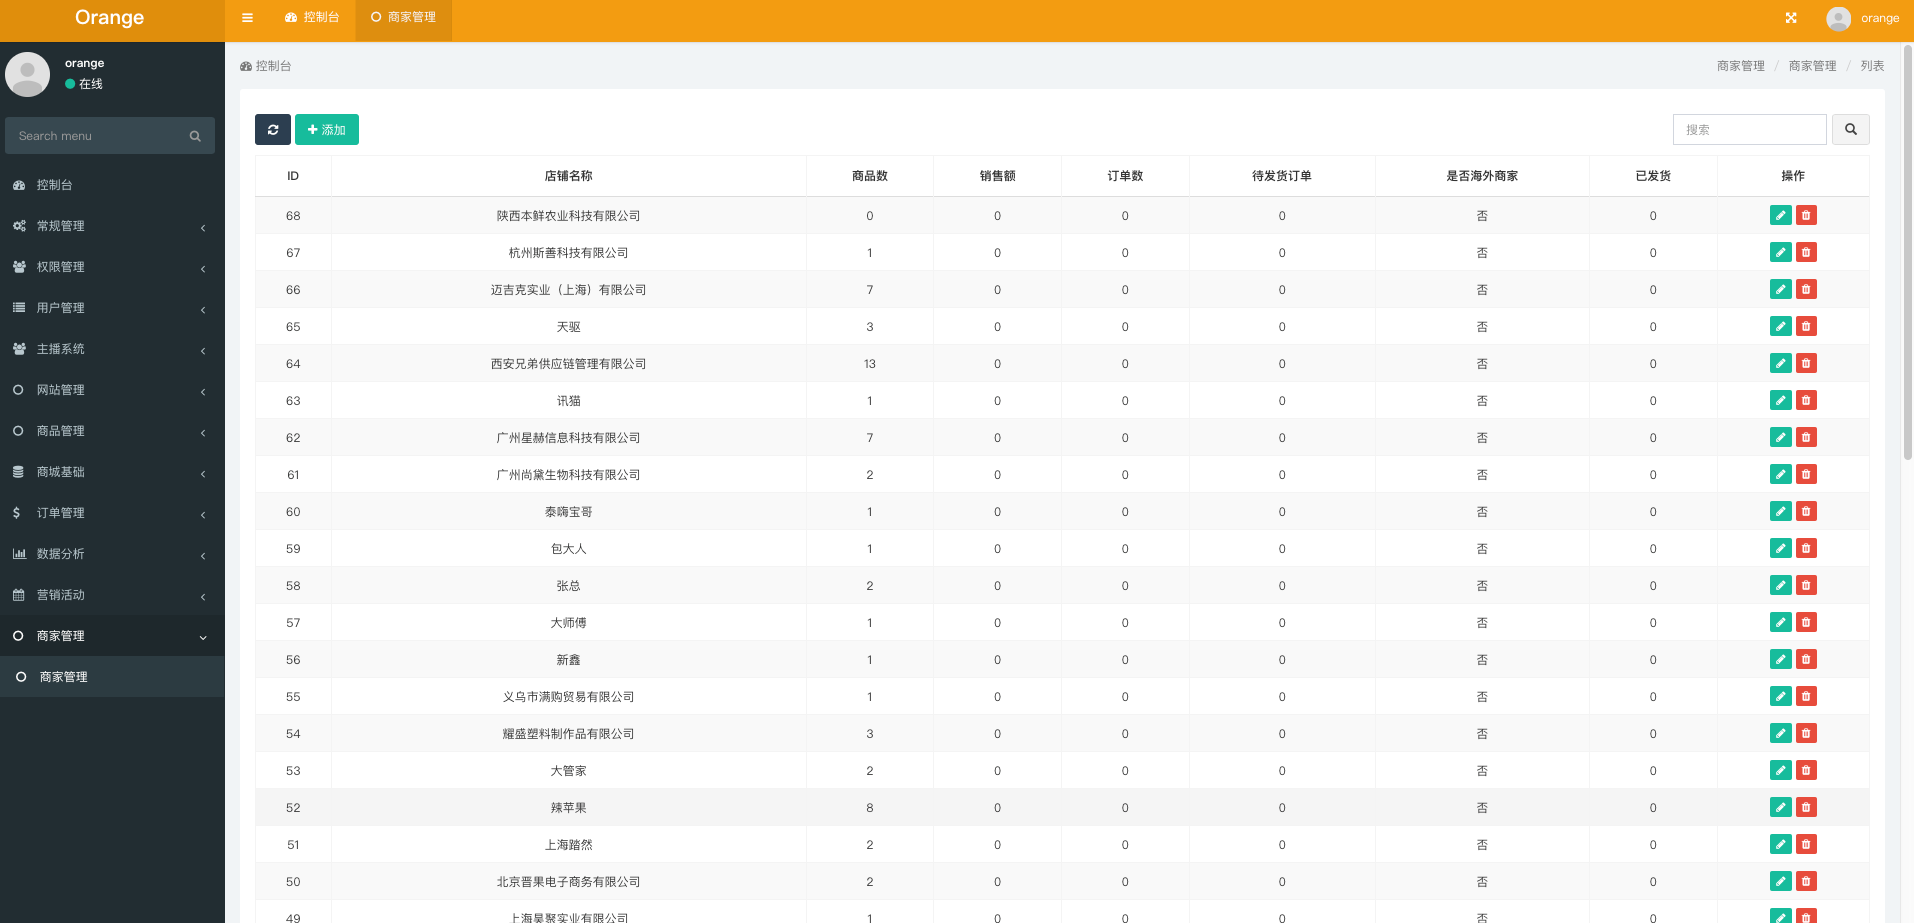 Orange
控制台
商家管理
orange
orange
在线
Search menu
控制台
常规管理
权限管理
用户管理
主播系统
网站管理
商品管理
商城基础
订单管理
数据分析
营销活动
商家管理
商家管理
控制台
商家管理 / 商家管理 / 列表
添加
搜索
ID 店铺名称 商品数 销售额 订单数 待发货订单 是否海外商家 已发货 操作
68 陕西本鲜农业科技有限公司 0 0 0 0 否 0
67 杭州斯善科技有限公司 1 0 0 0 否 0
66 迈吉克实业（上海）有限公司 7 0 0 0 否 0
65 天驱 3 0 0 0 否 0
64 西安兄弟供应链管理有限公司 13 0 0 0 否 0
63 讯猫 1 0 0 0 否 0
62 广州星赫信息科技有限公司 7 0 0 0 否 0
61 广州尚黛生物科技有限公司 2 0 0 0 否 0
60 泰嗨宝哥 1 0 0 0 否 0
59 包大人 1 0 0 0 否 0
58 张总 2 0 0 0 否 0
57 大师傅 1 0 0 0 否 0
56 新鑫 1 0 0 0 否 0
55 义乌市满购贸易有限公司 1 0 0 0 否 0
54 耀盛塑料制作品有限公司 3 0 0 0 否 0
53 大管家 2 0 0 0 否 0
52 辣苹果 8 0 0 0 否 0
51 上海踏然 2 0 0 0 否 0
50 北京晋果电子商务有限公司 2 0 0 0 否 0
49 上海昊聚实业有限公司 1 0 0 0 否 0